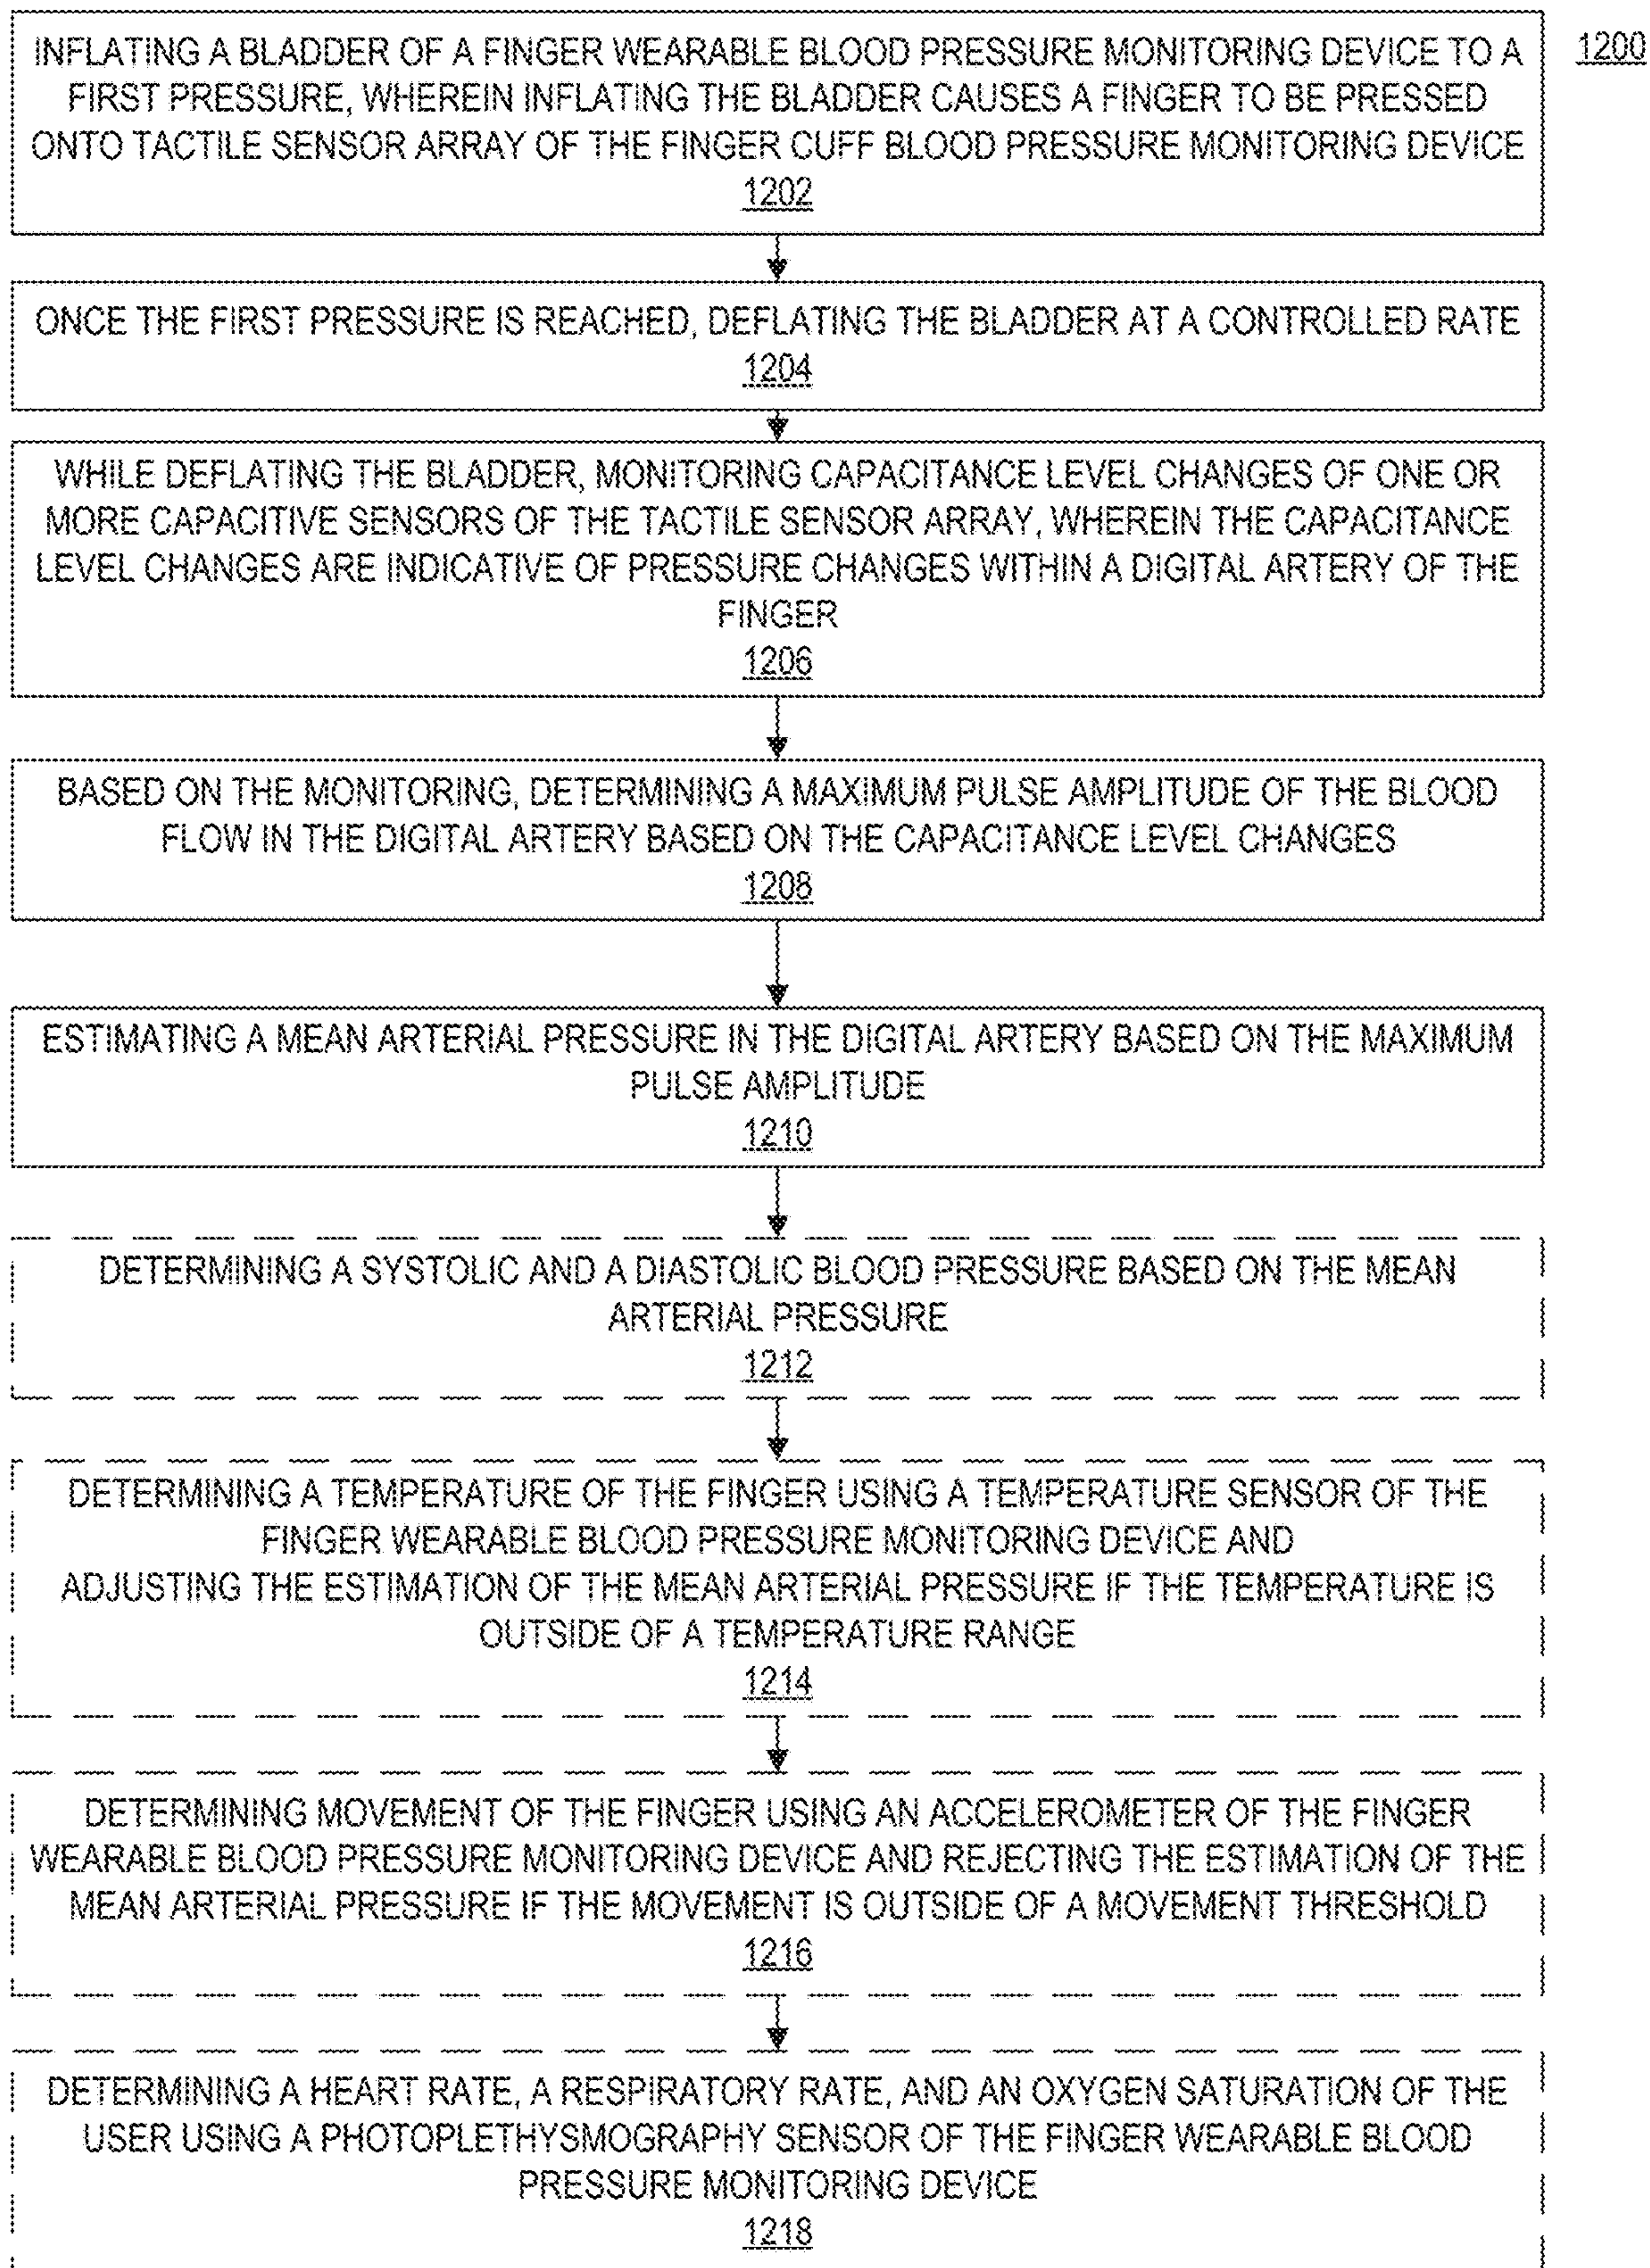 1200
INFLATING A BLADDER OF A FINGER WEARABLE BLOOD PRESSURE MONITORING DEVICE TO A
FIRST PRESSURE, WHEREIN INFLATING THE BLADDER CAUSES A FINGER TO BE PRESSED
ONTO TACTILE SENSOR ARRAY OF THE FINGER CUFF BLOOD PRESSURE MONITORING DEVICE
1202
ONCE THE FIRST PRESSURE IS REACHED, DEFLATING THE BLADDER AT A CONTROLLED RATE
1204
WHILE DEFLATING THE BLADDER, MONITORING CAPACITANCE LEVEL CHANGES OF ONE OR
MORE CAPACITIVE SENSORS OF THE TACTILE SENSOR ARRAY, WHEREIN THE CAPACITANCE
LEVEL CHANGES ARE INDICATIVE OF PRESSURE CHANGES WITHIN A DIGITAL ARTERY OF THE
FINGER
1206
BASED ON THE MONITORING, DETERMINING A MAXIMUM PULSE AMPLITUDE OF THE BLOOD
FLOW IN THE DIGITAL ARTERY BASED ON THE CAPACITANCE LEVEL CHANGES
1208
ESTIMATING A MEAN ARTERIAL PRESSURE IN THE DIGITAL ARTERY BASED ON THE MAXIMUM
PULSE AMPLITUDE
1210
DETERMINING A SYSTOLIC AND A DIASTOLIC BLOOD PRESSURE BASED ON THE MEAN
ARTERIAL PRESSURE
1212
DETERMINING A TEMPERATURE OF THE FINGER USING A TEMPERATURE SENSOR OF THE
FINGER WEARABLE BLOOD PRESSURE MONITORING DEVICE AND
ADJUSTING THE ESTIMATION OF THE MEAN ARTERIAL PRESSURE IF THE TEMPERATURE IS
OUTSIDE OF A TEMPERATURE RANGE
1214
DETERMINING MOVEMENT OF THE FINGER USING AN ACCELEROMETER OF THE FINGER
WEARABLE BLOOD PRESSURE MONITORING DEVICE AND REJECTING THE ESTIMATION OF THE
MEAN ARTERIAL PRESSURE IF THE MOVEMENT IS OUTSIDE OF A MOVEMENT THRESHOLD
1216
DETERMINING A HEART RATE, A RESPIRATORY RATE, AND AN OXYGEN SATURATION OF THE
USER USING A PHOTOPLETHYSMOGRAPHY SENSOR OF THE FINGER WEARABLE BLOOD
PRESSURE MONITORING DEVICE
1218